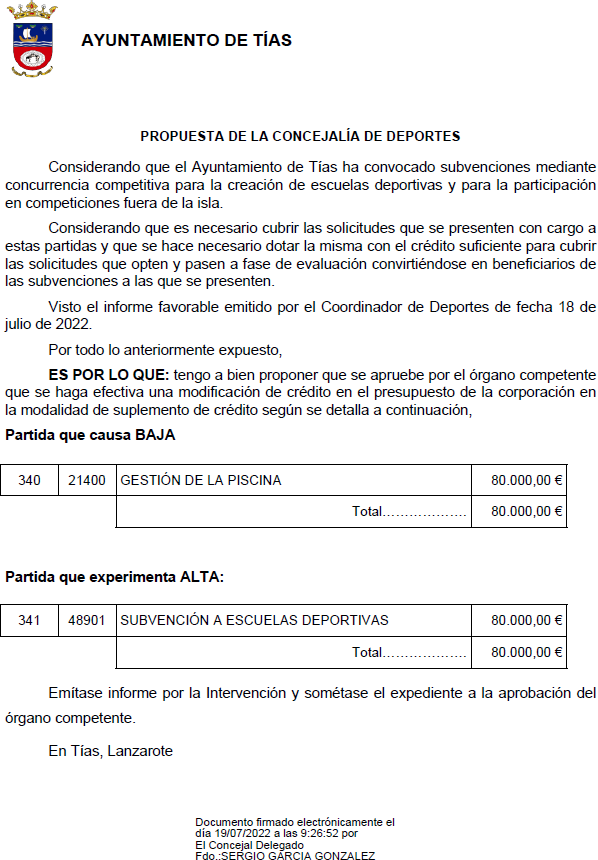 AYUNTAMIENTO DE TÍAS
PROPUESTA DE LA CONCEJALÍA DE DEPORTES
Considerando que el Ayuntamiento de Tías ha convocado subvenciones mediante
concurrencia competitiva para la creación de escuelas deportivas y para la participación
en competiciones fuera de la isla.
Considerando que es necesario cubrir las solicitudes que se presenten con cargo a
estas partidas y que se hace necesario dotar la misma con el crédito suficiente para cubrir
las solicitudes que opten y pasen a fase de evaluación convirtiéndose en beneficiarios de
las subvenciones a las que se presenten.
Visto el informe favorable emitido por el Coordinador de Deportes de fecha 18 de
julio de 2022.
Por todo lo anteriormente expuesto,
ES POR LO QUE: tengo a bien proponer que se apruebe por el órgano competente
que se haga efectiva una modificación de crédito en el presupuesto de la corporación en
la modalidad de suplemento de crédito según se detalla a continuación,
Partida que causa BAJA
340 21400 GESTIÓN DE LA PISCINA 80.000,00 €
Total………………. 80.000,00 €
Partida que experimenta ALTA:
341 48901 SUBVENCIÓN A ESCUELAS DEPORTIVAS 80.000,00 €
Total………………. 80.000,00 €
Emítase informe por la Intervención y sométase el expediente a la aprobación del
órgano competente.
En Tías, Lanzarote
Documento firmado electrónicamente el
día 19/07/2022 a las 9:26:52 por
El Concejal Delegado
Fdo.:SERGIO GARCIA GONZALEZ